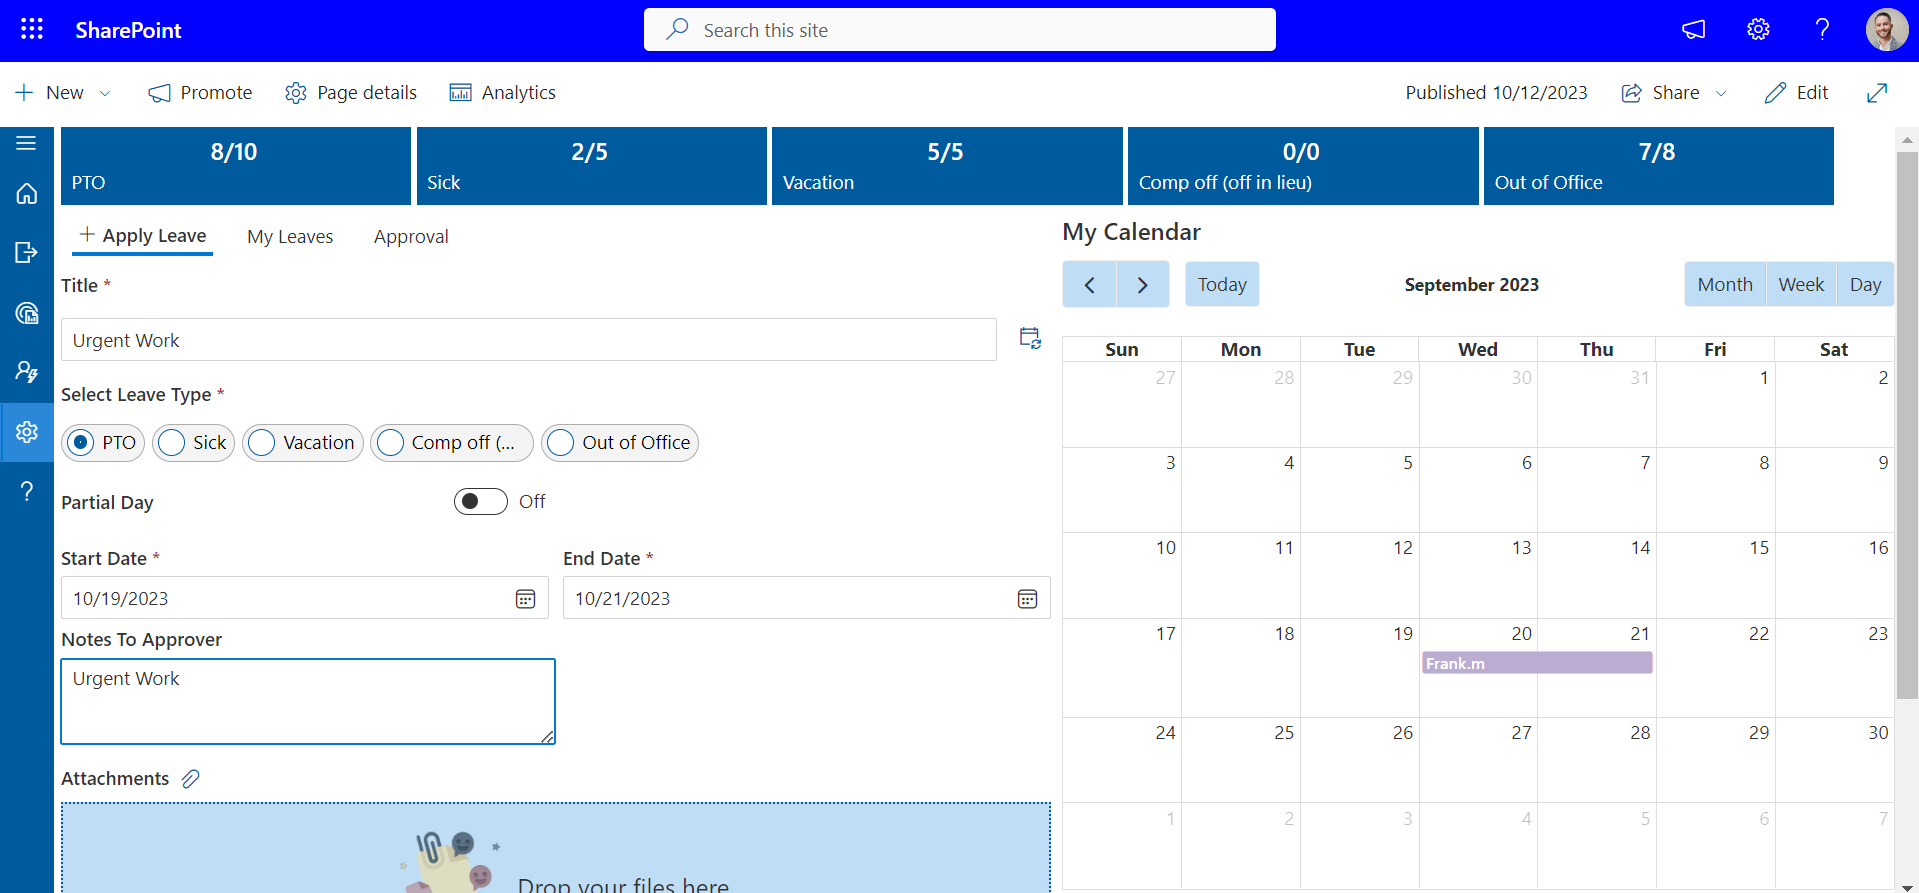 SharePoint
Search this site
?
New
Promote
Page details
Analytics
Published 10/12/2023
Share
Edit
8/10
PTO
2/5
Sick
5/5
Vacation
0/0
Comp off (off in lieu)
7/8
Out of Office
+ Apply Leave
My Leaves
Approval
Title *
Urgent Work
Select Leave Type *
PTO
Sick
Vacation
Comp off (...
Out of Office
Partial Day
Off
Start Date *
End Date *
10/19/2023
10/21/2023
Notes To Approver
Urgent Work
Attachments
Drop your files here
My Calendar
Today
September 2023
Month Week Day
Sun Mon Tue Wed Thu Fri Sat
27 28 29 30 31 1 2
3 4 5 6 7 8 9
10 11 12 13 14 15 16
17 18 19 20 21 22 23
Frank.m
24 25 26 27 28 29 30
1 2 3 4 5 6 7